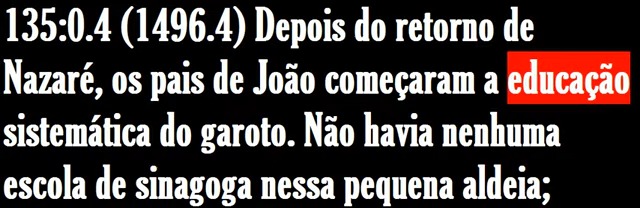 135:0.4 (1496.4) Depois do retorno de
Nazaré, os pais de João começaram a educação
sistemática do garoto. Não havia nenhuma
escola de sinagoga nessa pequena aldeia;